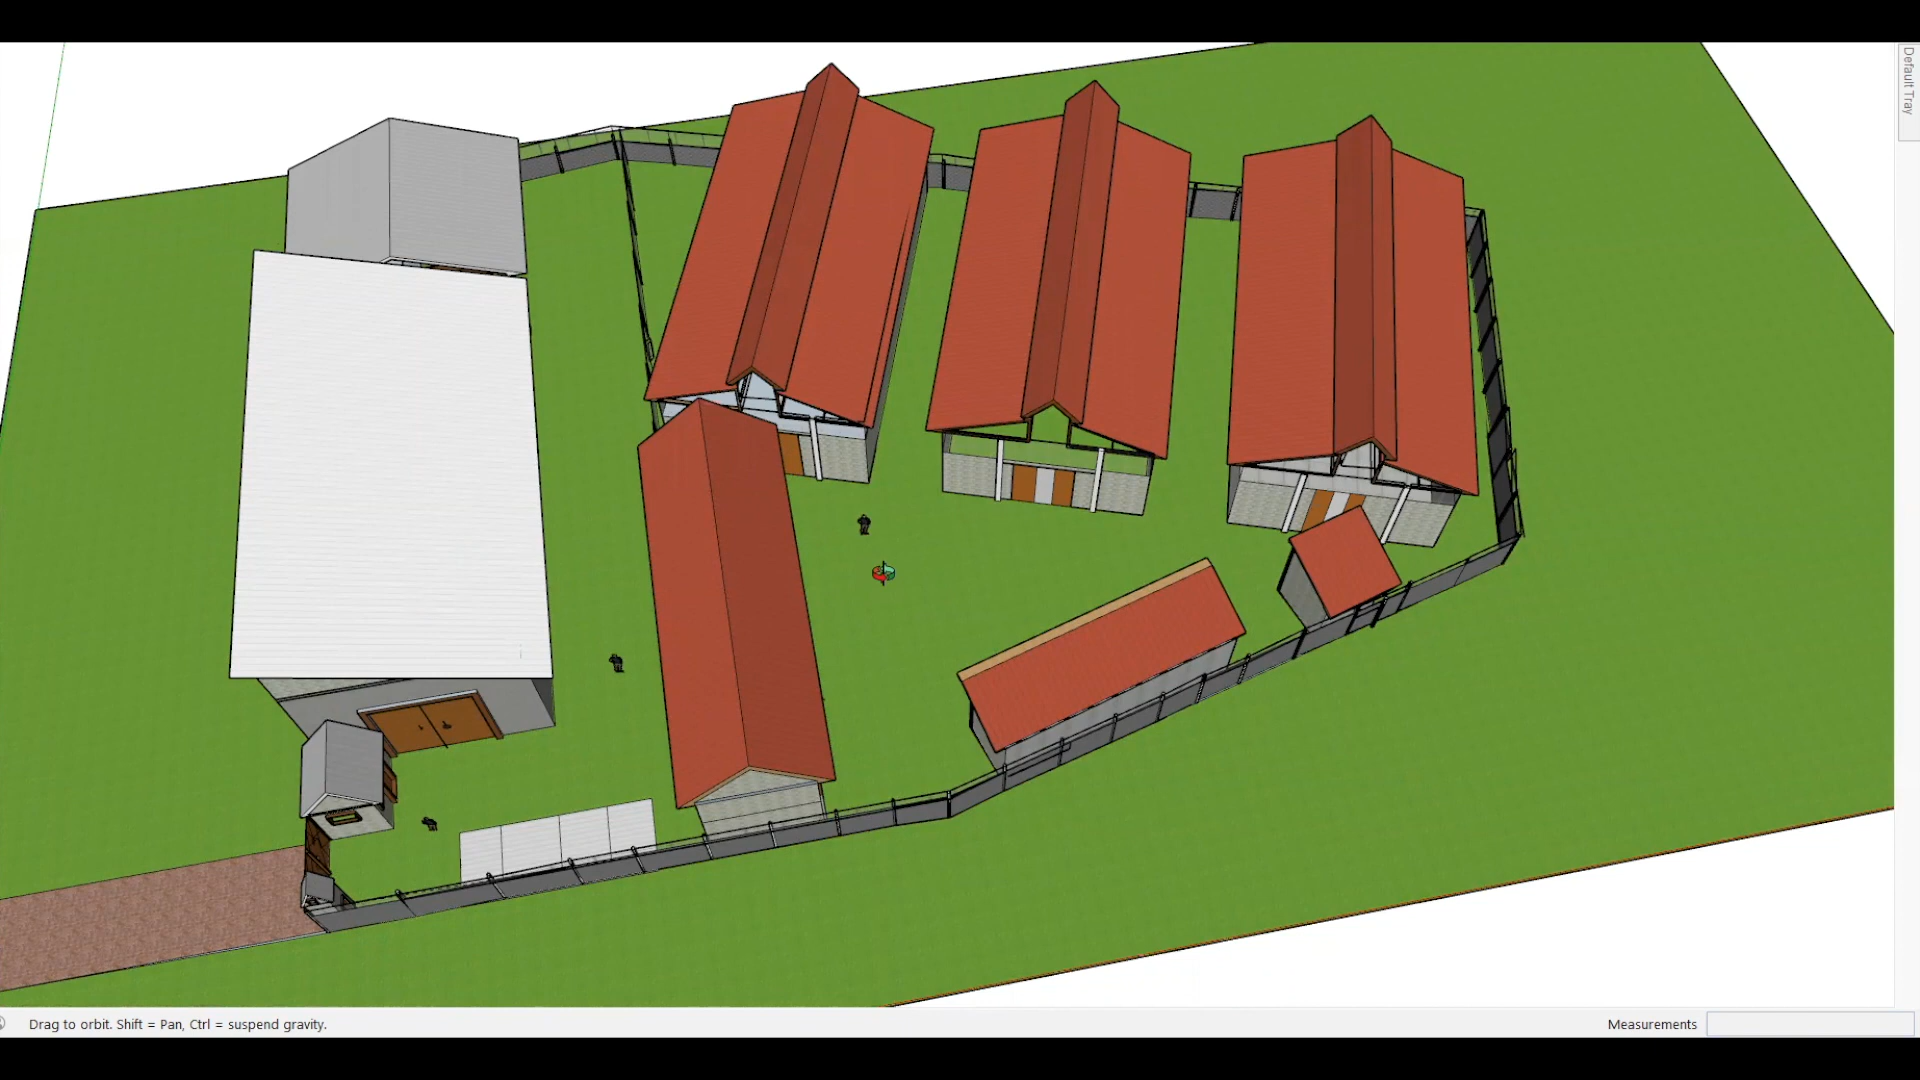 Default Tray
Drag to orbit. Shift = Pan, Ctrl = suspend gravity.
Measurements